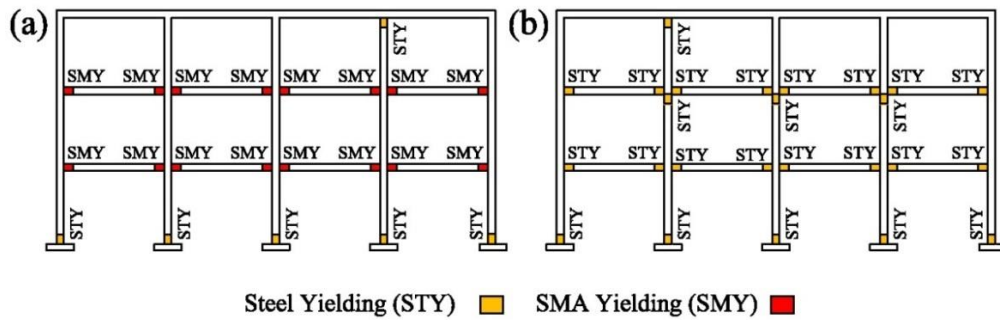 (a)
STY
SMY SMY SMY SMY SMY SMY SMY SMY
SMY SMY SMY SMY SMY SMY SMY SMY
STY STY STY STY STY
(b)
STY
STY STY STY STY STY STY STY STY
STY STY STY
STY STY STY STY STY STY STY STY
STY STY STY STY STY
Steel Yielding (STY) SMA Yielding (SMY)